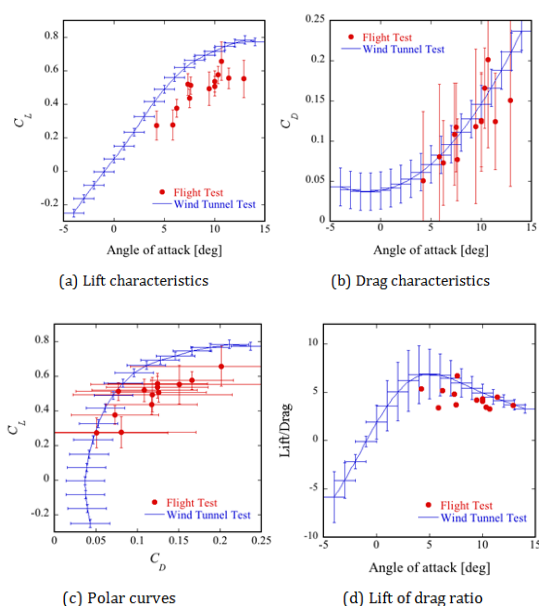 0.8
0.6
0.4
0.2
0
-0.2
C_L
Flight Test
Wind Tunnel Test
-5 0 5 10 15
Angle of attack [deg]
(a) Lift characteristics
0.25
0.2
0.15
0.1
0.05
0
C_D
Flight Test
Wind Tunnel Test
-5 0 5 10 15
Angle of attack [deg]
(b) Drag characteristics
0.8
0.6
0.4
0.2
0
-0.2
C_L
Flight Test
Wind Tunnel Test
0 0.05 0.1 0.15 0.2 0.25
C_D
(c) Polar curves
10
5
0
-5
-10
Lift/Drag
Flight Test
Wind Tunnel Test
-5 0 5 10 15
Angle of attack [deg]
(d) Lift of drag ratio